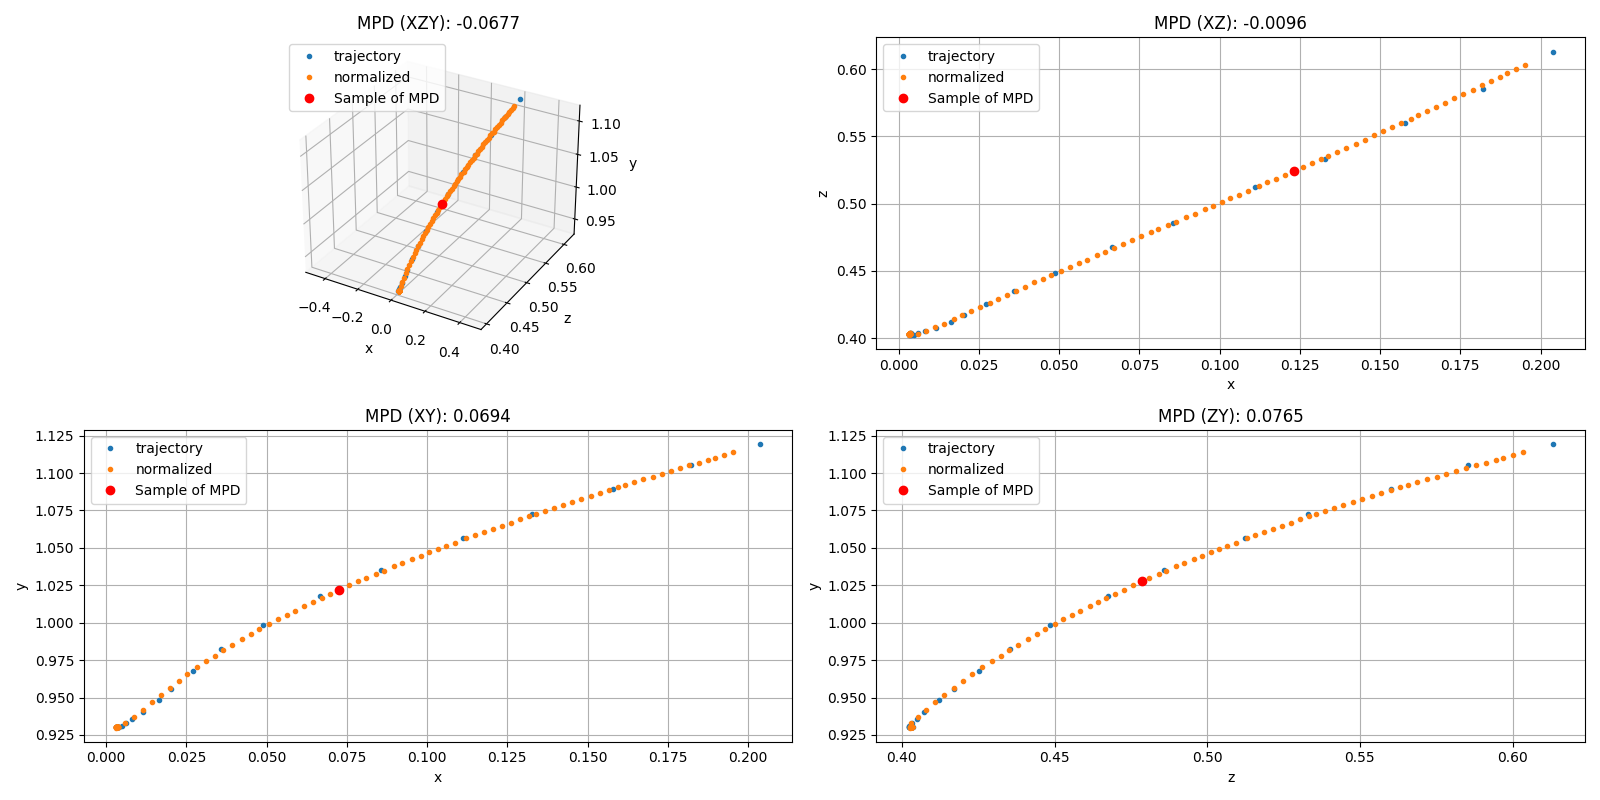 MPD (XZY): -0.0677
trajectory
normalized
Sample of MPD
1.10
1.05
1.00
0.95
y
0.60
0.55
0.50
0.45
0.40
z
−0.4
−0.2
0.0
0.2
0.4
x
MPD (XZ): -0.0096
trajectory
normalized
Sample of MPD
0.60
0.55
0.50
0.45
0.40
z
0.000 0.025 0.050 0.075 0.100 0.125 0.150 0.175 0.200
x
MPD (XY): 0.0694
trajectory
normalized
Sample of MPD
1.125
1.100
1.075
1.050
1.025
1.000
0.975
0.950
0.925
y
0.000 0.025 0.050 0.075 0.100 0.125 0.150 0.175 0.200
x
MPD (ZY): 0.0765
trajectory
normalized
Sample of MPD
1.125
1.100
1.075
1.050
1.025
1.000
0.975
0.950
0.925
y
0.40 0.45 0.50 0.55 0.60
z